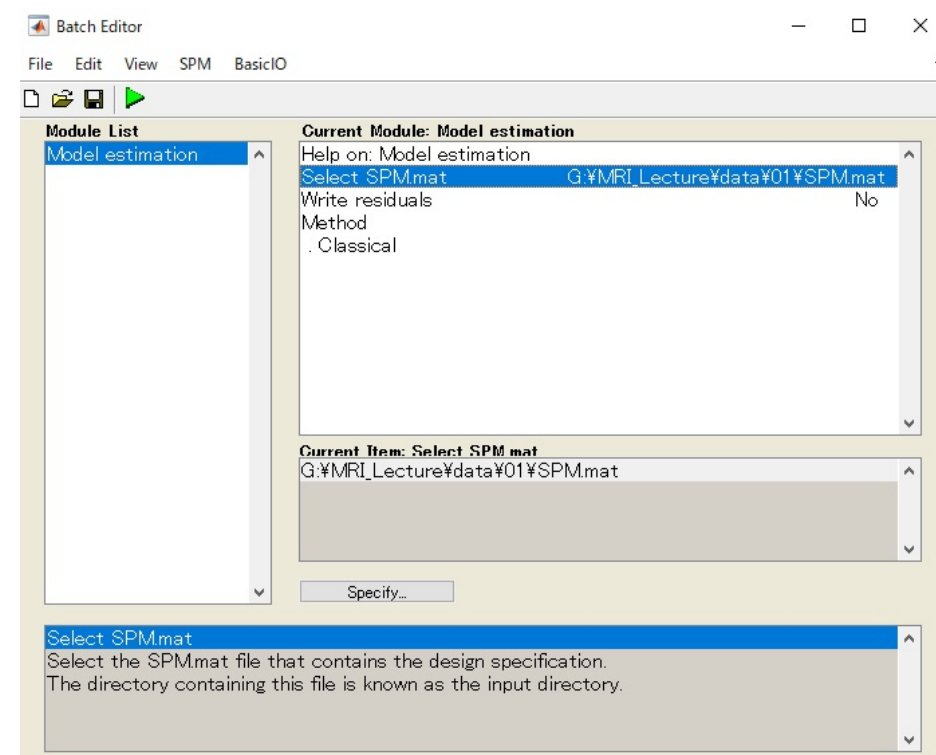 Batch Editor
File Edit View SPM BasicIO
Module List
Model estimation
Current Module: Model estimation
Help on: Model estimation
Select SPM.mat G:¥MRI_Lecture¥data¥01¥SPM.mat
Write residuals No
Method
. Classical
Current Item: Select SPM.mat
G:¥MRI_Lecture¥data¥01¥SPM.mat
Specify...
Select SPM.mat
Select the SPM.mat file that contains the design specification.
The directory containing this file is known as the input directory.